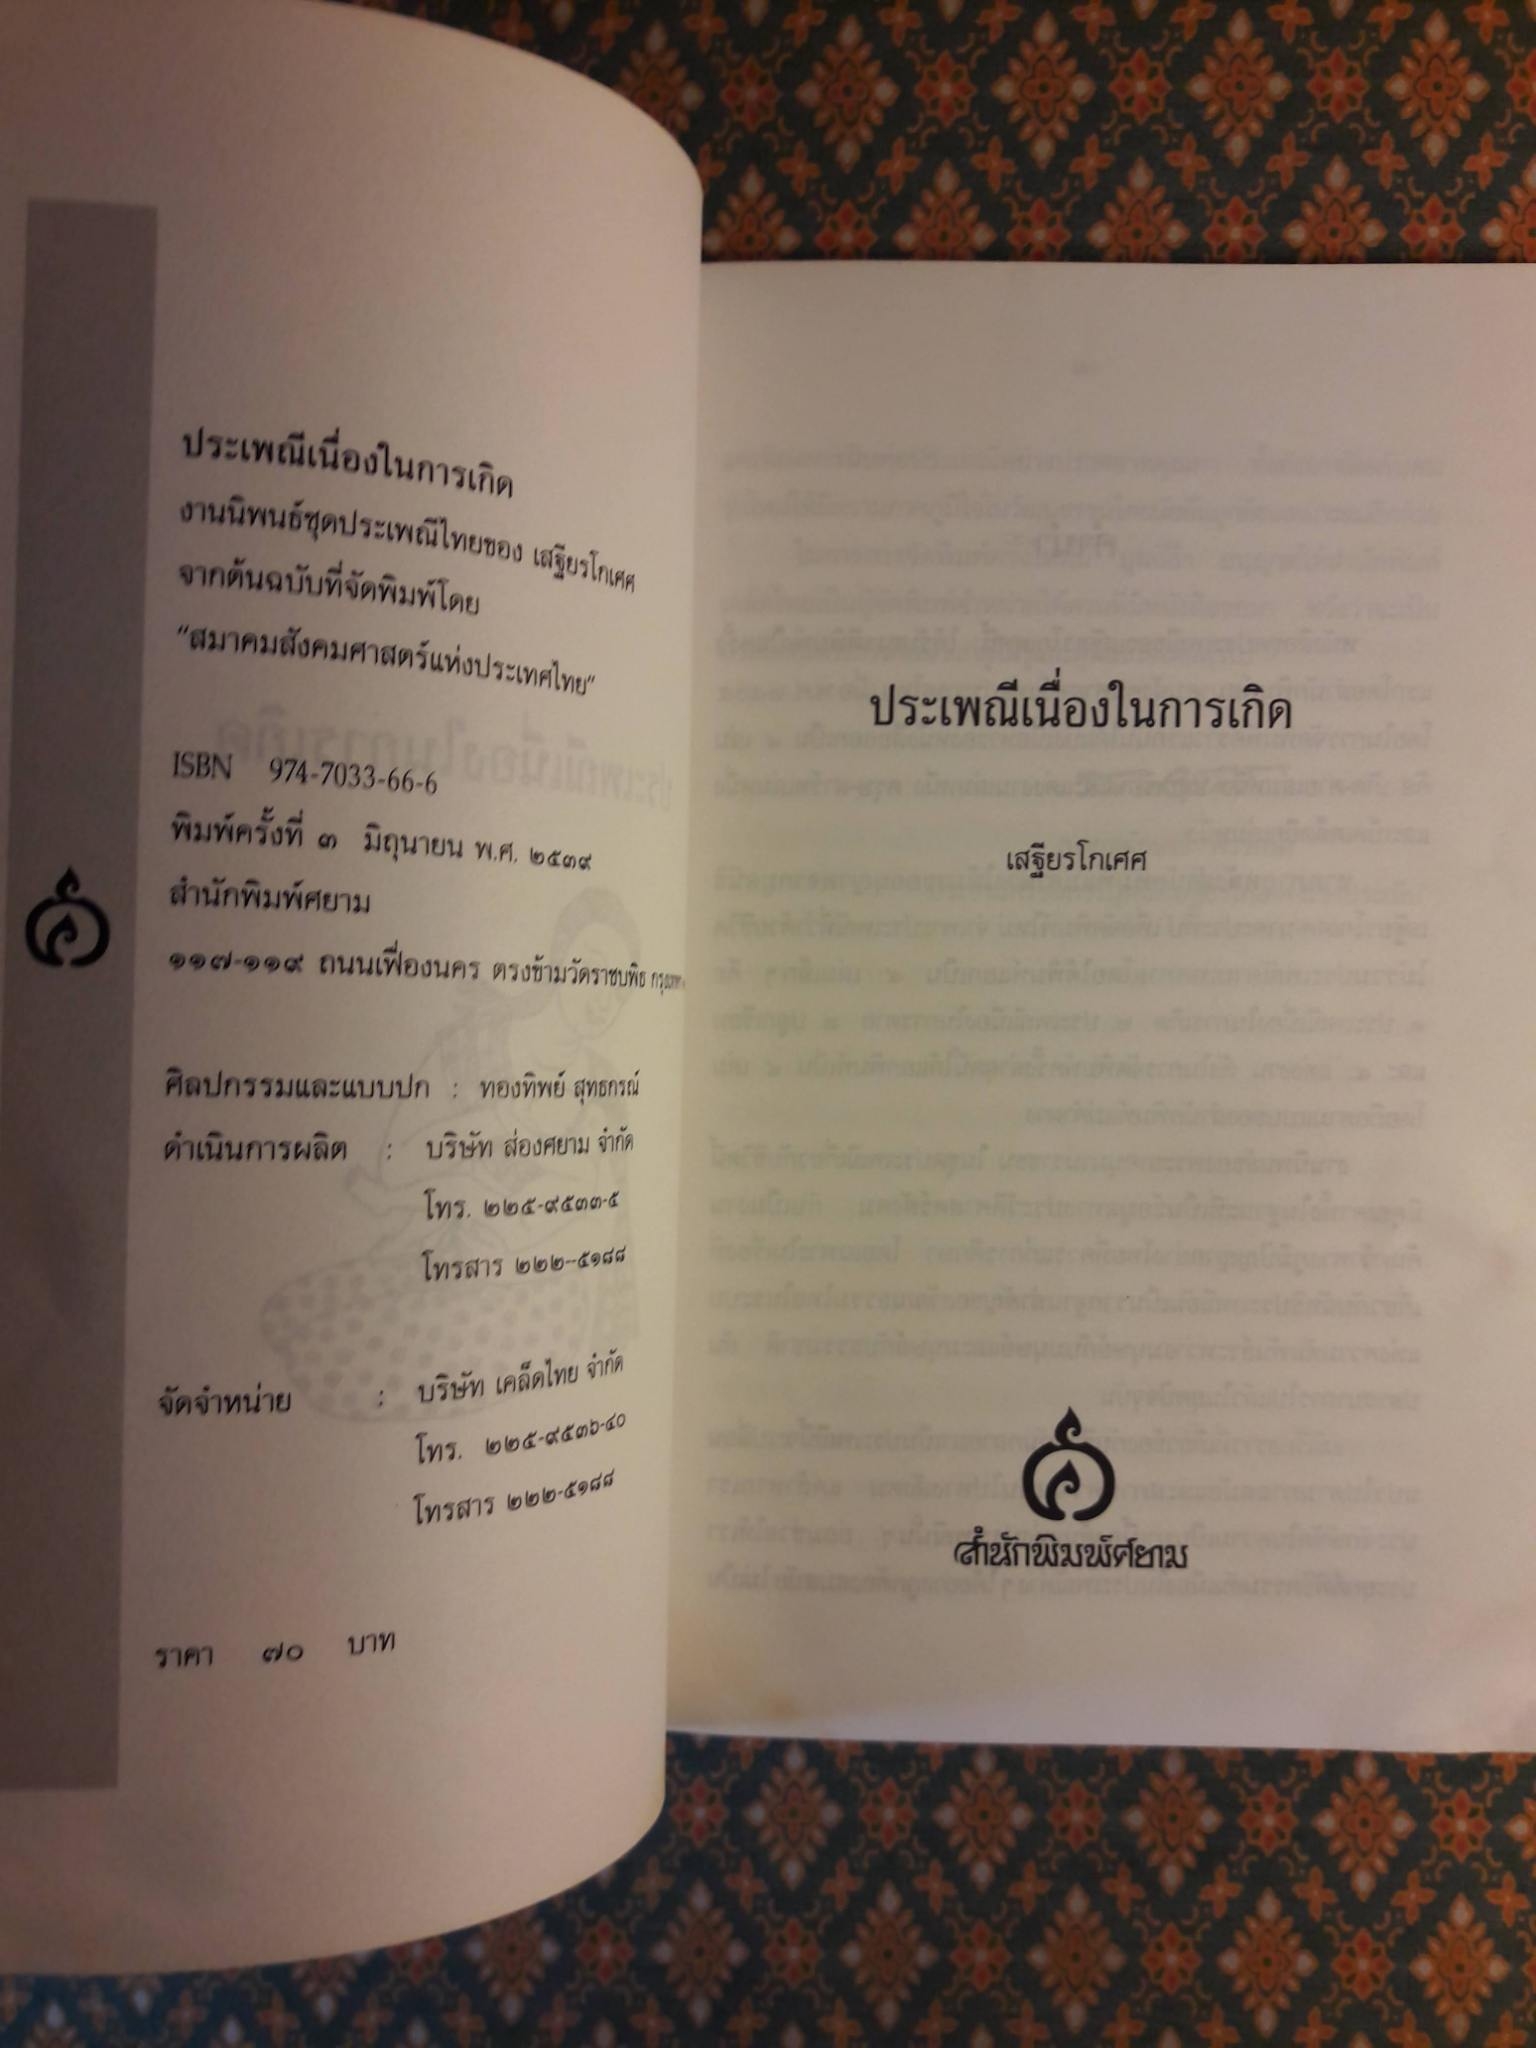 ประเพณีเนื่องในการเกิด
งานนิพนธ์ชุดประเพณีไทยของ เสฐียรโกเศศ
จากต้นฉบับที่จัดพิมพ์โดย
“สมาคมสังคมศาสตร์แห่งประเทศไทย”
ISBN 974-7033-66-6
พิมพ์ครั้งที่ ๓ มิถุนายน พ.ศ. ๒๕๓๙
สำนักพิมพ์ศยาม
๑๑๗-๑๑๙ ถนนเฟื่องนคร ตรงข้ามวัดราชบพิธ
ศิลปกรรมและแบบปก : ทองทิพย์ สุทธกรณ์
ดำเนินการผลิต : บริษัท ส่องศยาม จำกัด
โทร. ๒๒๕-๙๕๓๓-๕
โทรสาร ๒๒๒-๕๑๘๘
จัดจำหน่าย : บริษัท เคล็ดไทย จำกัด
โทร. ๒๒๕-๙๕๓๖-๔๐
โทรสาร ๒๒๒-๕๑๘๘
ราคา ๗๐ บาท
ประเพณีเนื่องในการเกิด
เสฐียรโกเศศ
สำนักพิมพ์ศยาม